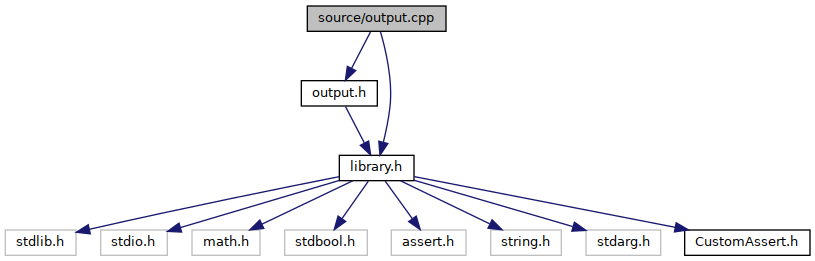 source/output.cpp
output.h
library.h
stdlib.h
stdio.h
math.h
stdbool.h
assert.h
string.h
stdarg.h
CustomAssert.h